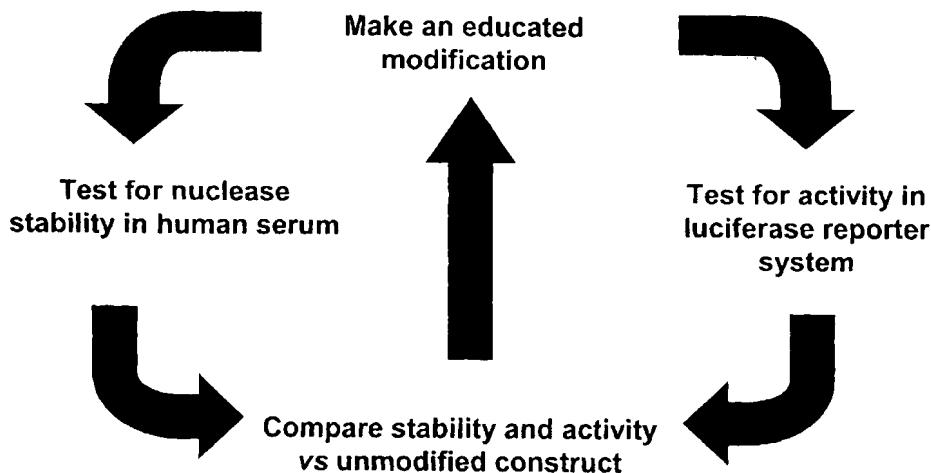 Make an educated
modification
Test for nuclease
stability in human serum
Test for activity in
luciferase reporter
system
Compare stability and activity
vs unmodified construct